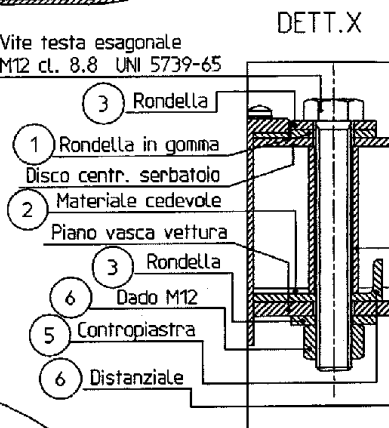 DETT.X
Vite testa esagonale
M12 cl. 8.8 UNI 5739-65
3 Rondella
1 Rondella in gomma
Disco centr. serbatoio
2 Materiale cedevole
Piano vasca vettura
3 Rondella
6 Dado M12
5 Contropiastra
6 Distanziale